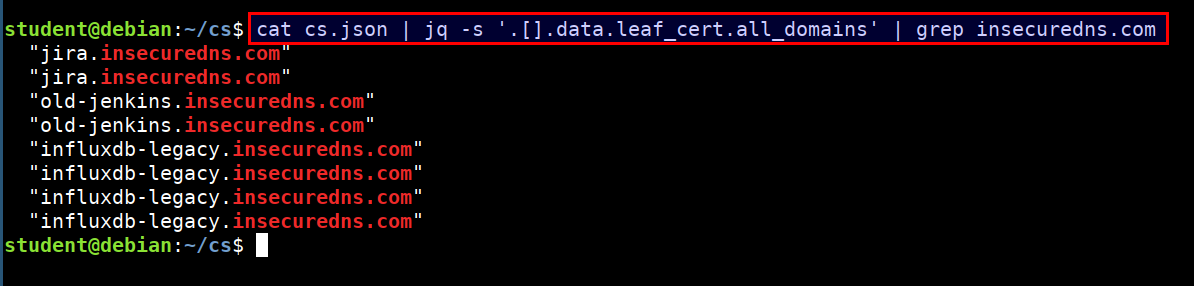 student@debian:~/cs$ cat cs.json | jq -s '.[].data.leaf_cert.all_domains' | grep insecuredns.com
"jira.insecuredns.com"
"jira.insecuredns.com"
"old-jenkins.insecuredns.com"
"old-jenkins.insecuredns.com"
"influxdb-legacy.insecuredns.com"
"influxdb-legacy.insecuredns.com"
"influxdb-legacy.insecuredns.com"
"influxdb-legacy.insecuredns.com"
student@debian:~/cs$